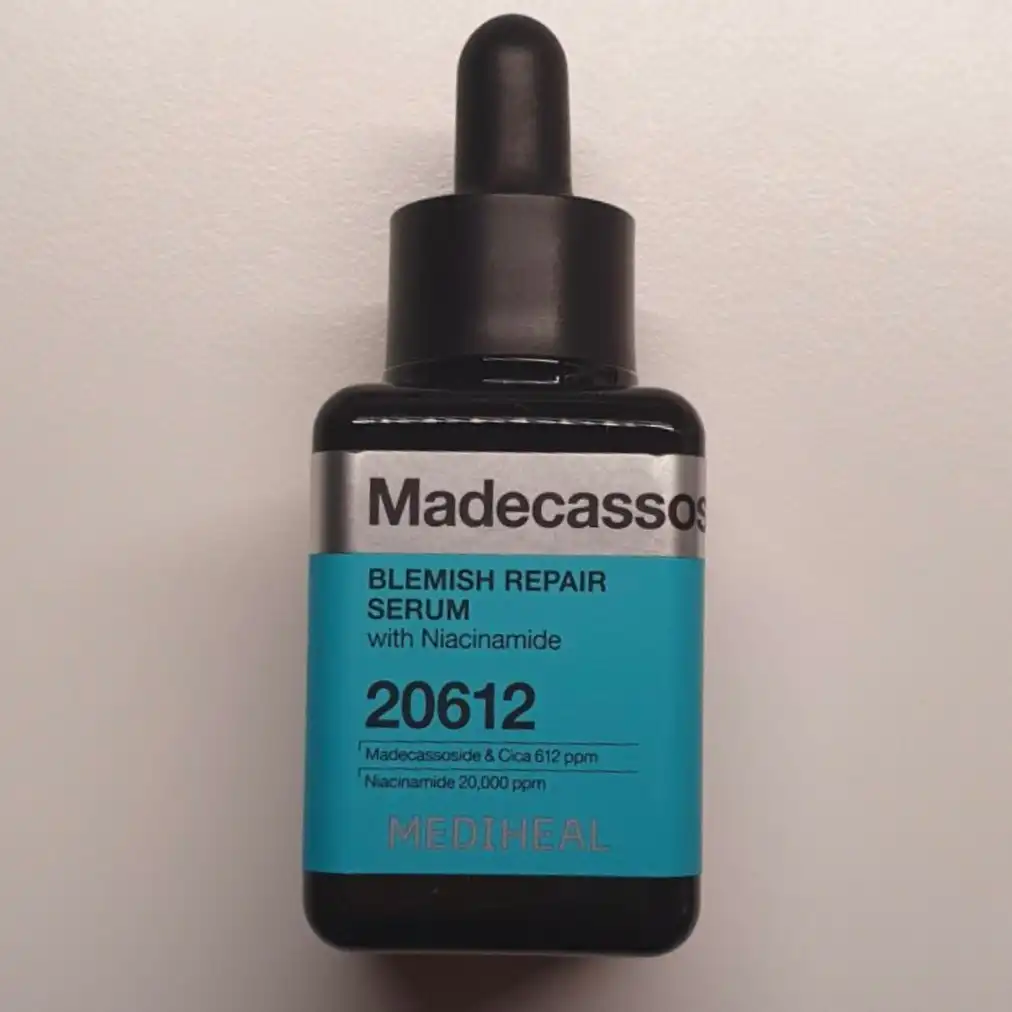 Madecassos
BLEMISH REPAIR
SERUM
with Niacinamide
20612
Madecassoside & Cica 612 ppm
Niacinamide 20,000 ppm
MEDIHEAL